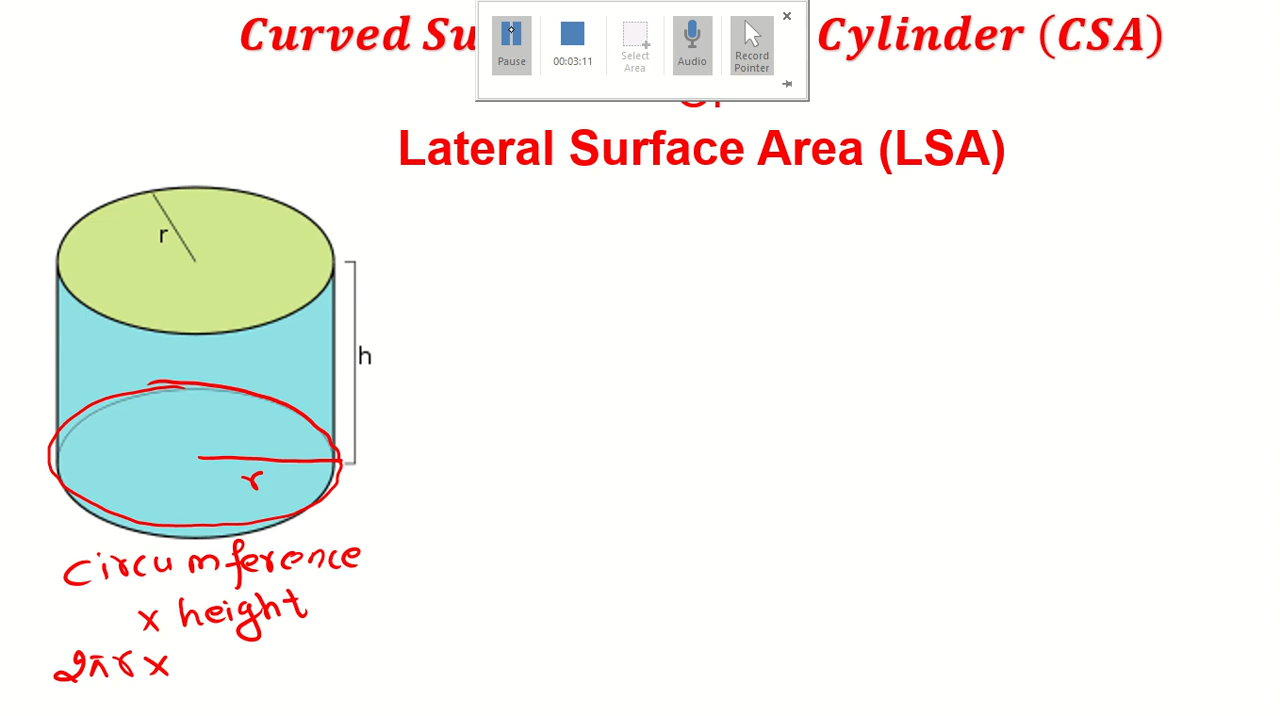 Curved Su Cylinder (CSA)
Pause
00:03:11
Select Area
Audio
Record Pointer
Lateral Surface Area (LSA)
r
h
r
Circumference
x height
2πr x